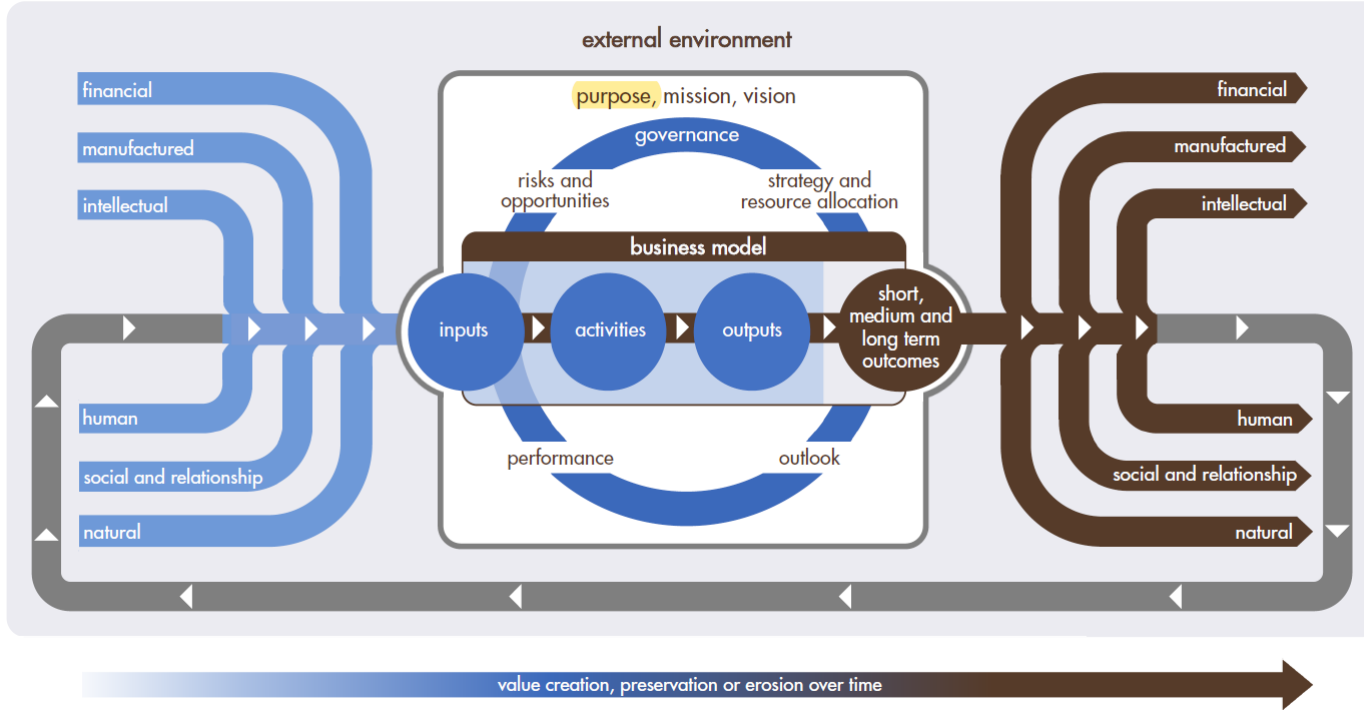 external environment
financial
manufactured
intellectual
human
social and relationship
natural
purpose, mission, vision
governance
risks and
opportunities
strategy and
resource allocation
business model
inputs
activities
outputs
short,
medium and
long term
outcomes
performance
outlook
financial
manufactured
intellectual
human
social and relationship
natural
value creation, preservation or erosion over time